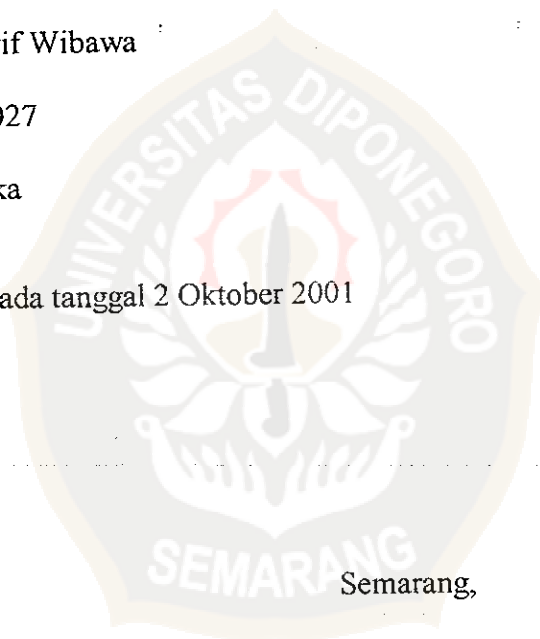 if Wibawa
927
ka
ada tanggal 2 Oktober 2001
UNIVERSITAS DIPONEGORO
SEMARANG
Semarang,